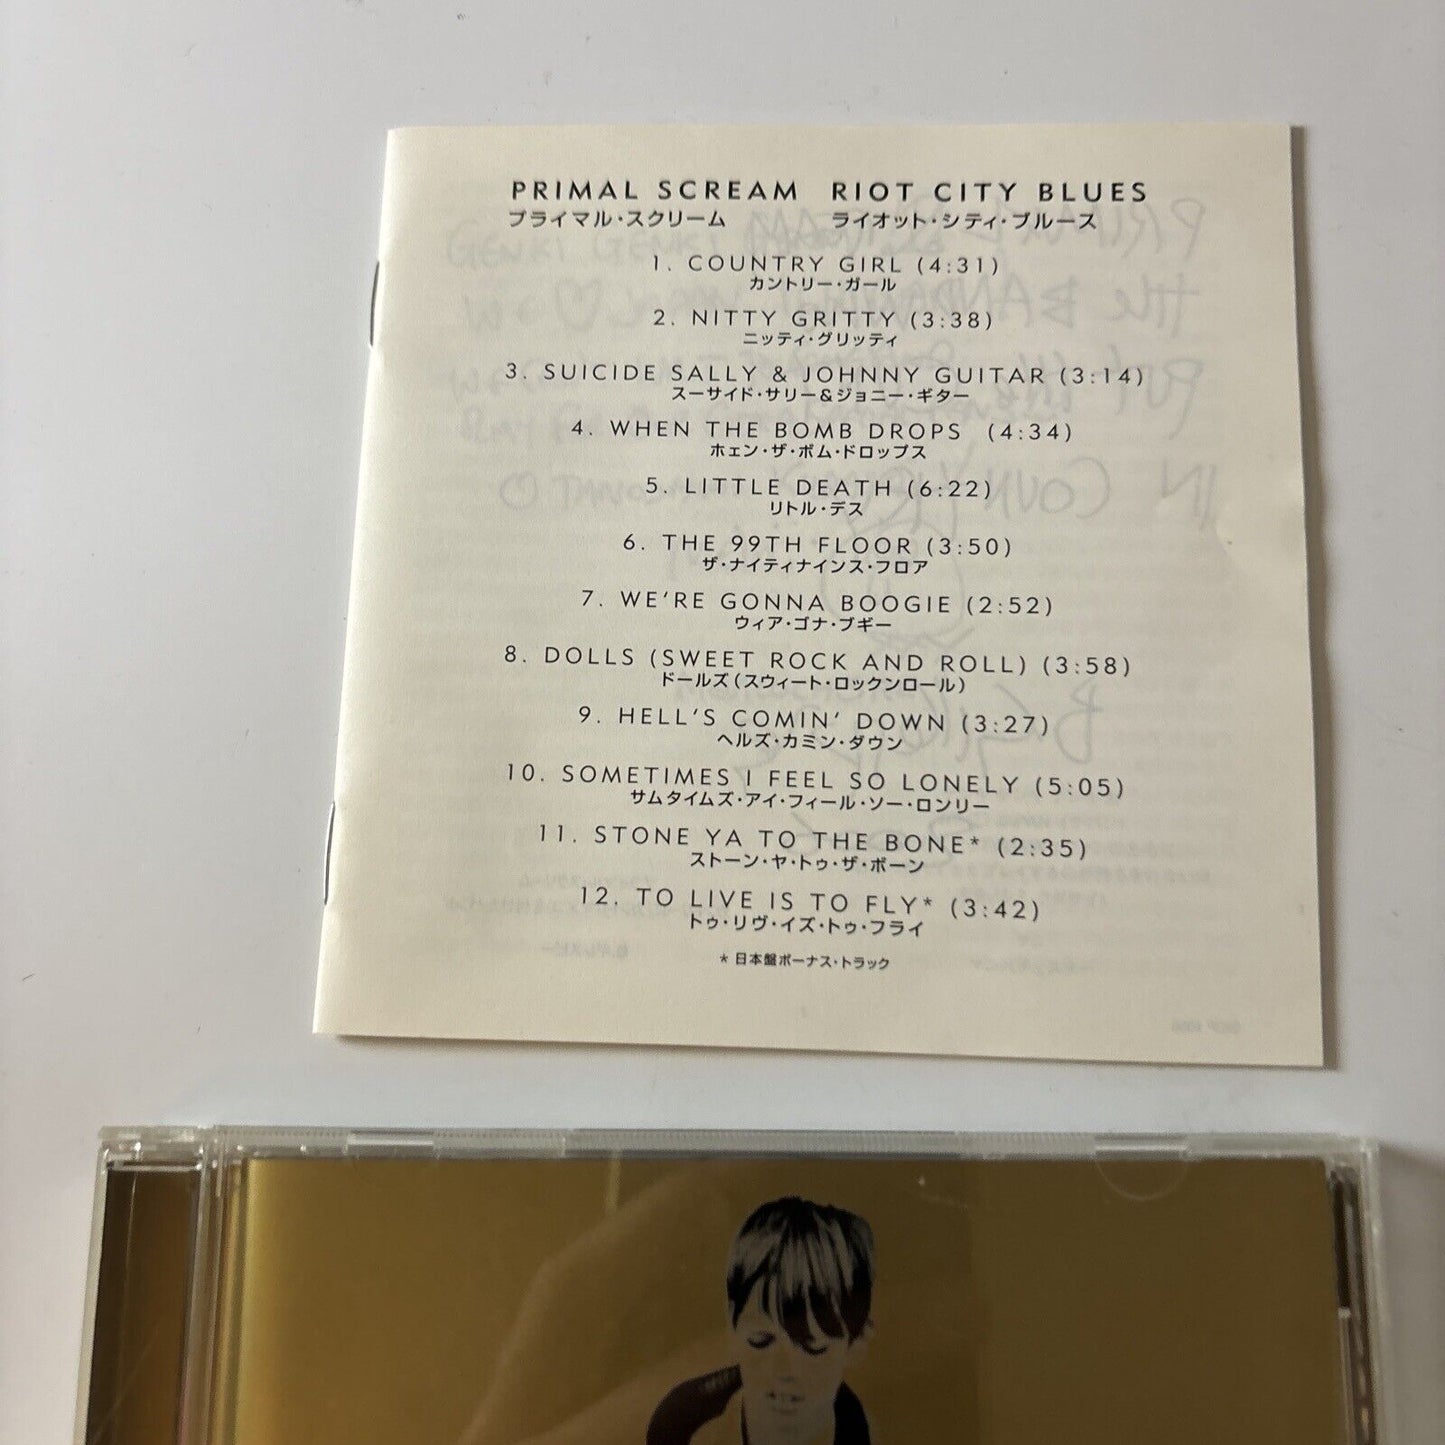 PRIMAL SCREAM RIOT CITY BLUES
プライマル・スクリーム ライオット・シティ・ブルース
1. COUNTRY GIRL (4:31)
カントリー・ガール
2. NITTY GRITTY (3:38)
ニッティ・グリッティ
3. SUICIDE SALLY & JOHNNY GUITAR (3:14)
スーサイド・サリー&ジョニー・ギター
4. WHEN THE BOMB DROPS (4:34)
ホェン・ザ・ボム・ドロップス
5. LITTLE DEATH (6:22)
リトル・デス
6. THE 99TH FLOOR (3:50)
ザ・ナイティナインス・フロア
7. WE'RE GONNA BOOGIE (2:52)
ウィア・ゴナ・ブギー
8. DOLLS (SWEET ROCK AND ROLL) (3:58)
ドールズ(スウィート・ロックンロール)
9. HELL'S COMIN' DOWN (3:27)
ヘルズ・カミン・ダウン
10. SOMETIMES I FEEL SO LONELY (5:05)
サムタイムズ・アイ・フィール・ソー・ロンリー
11. STONE YA TO THE BONE* (2:35)
ストーン・ヤ・トゥ・ザ・ボーン
12. TO LIVE IS TO FLY* (3:42)
トゥ・リヴ・イズ・トゥ・フライ
* 日本盤ボーナス・トラック